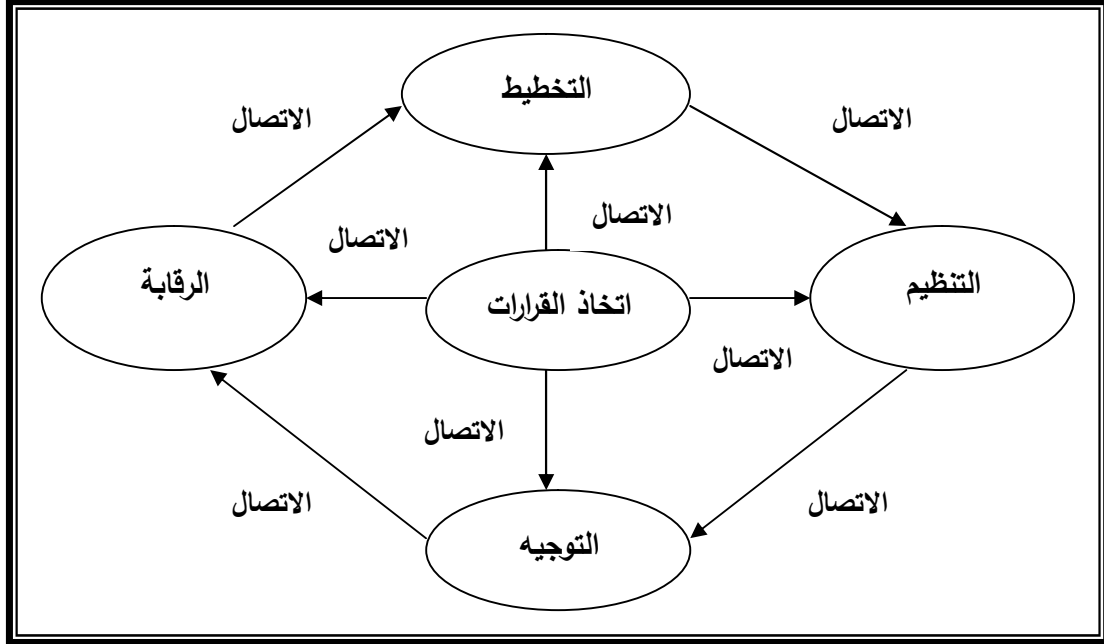 التخطيط
الاتصال
الاتصال
الاتصال
الاتصال
التنظيم
اتخاذ القرارات
الرقابة
الاتصال
الاتصال
الاتصال
الاتصال
التوجيه